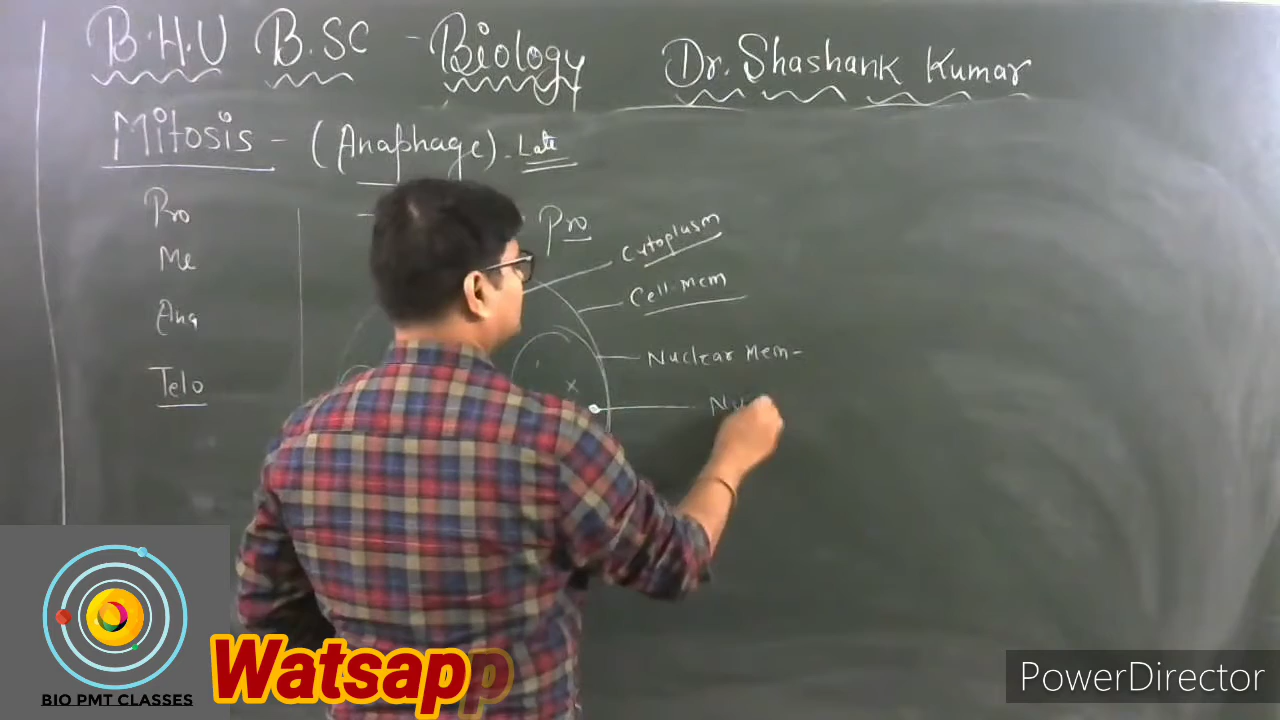 B.H.U B.SC - Biology Dr. Shashank Kumar
Mitosis - (Anaphage). Late
Pro
Me
Ana
Telo
Pro
Cytoplasm
Cell Mem
Nuclear Mem-
X
BIO PMT CLASSES
Watsapp
PowerDirector